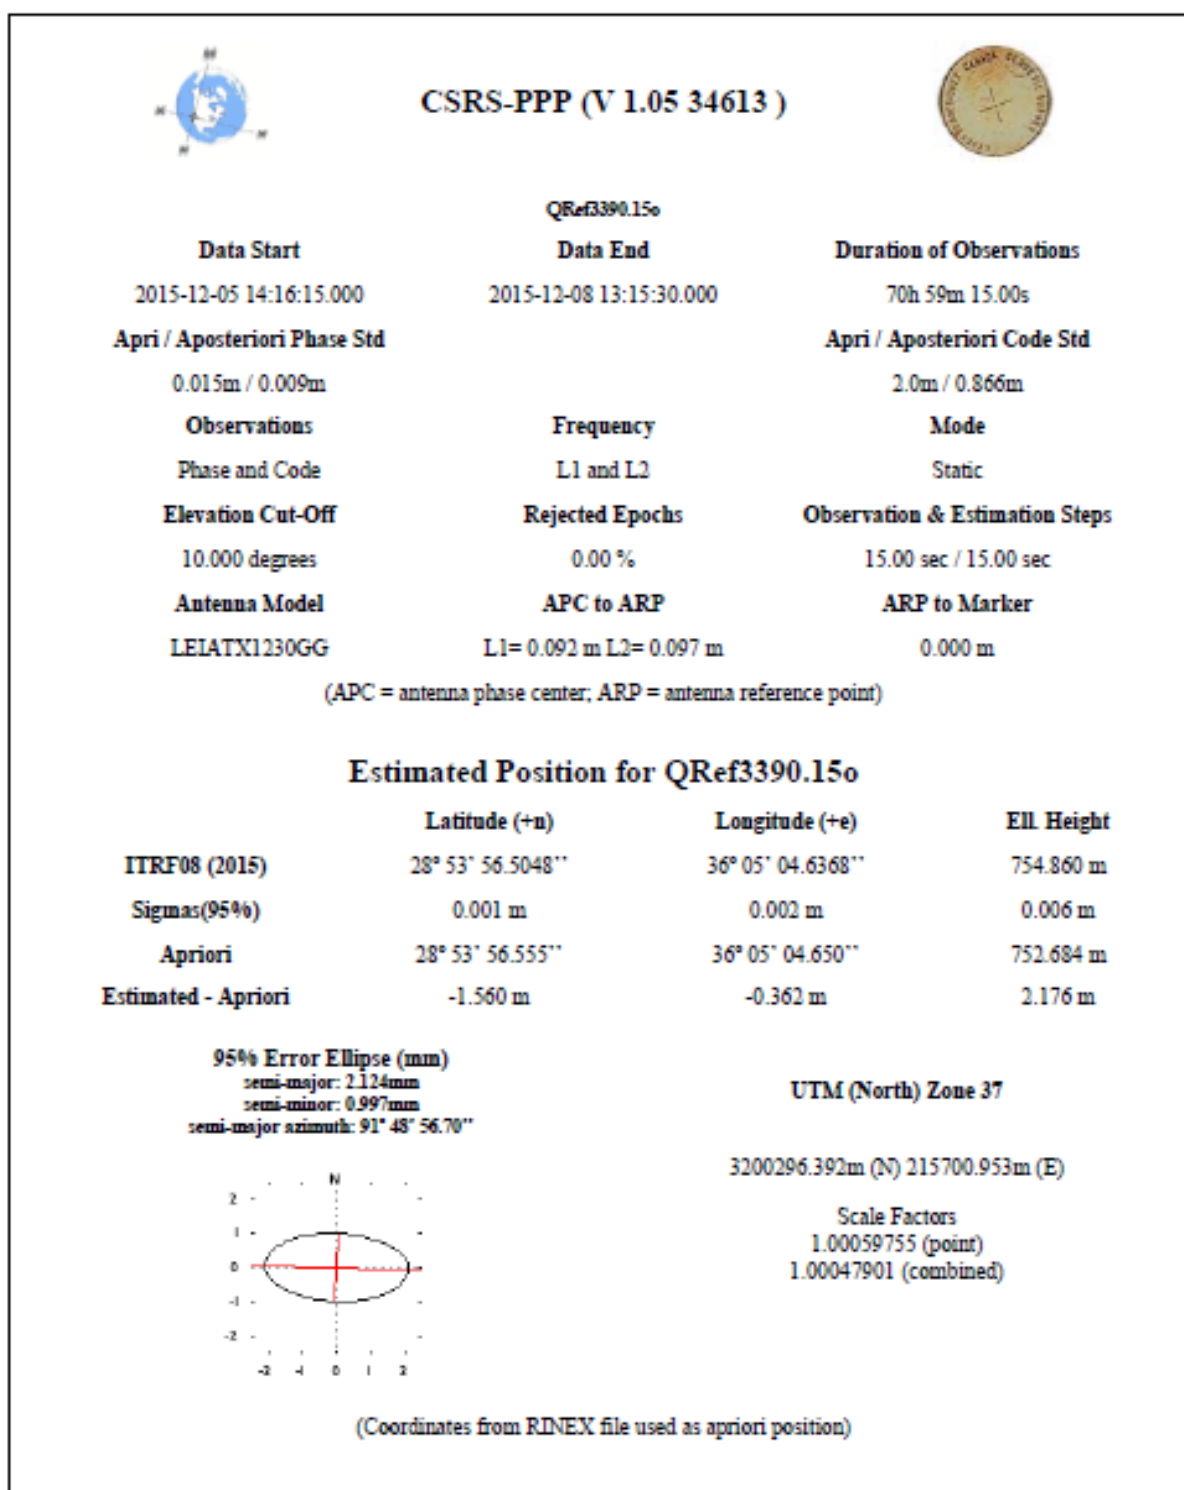 CSRS-PPP (V 1.05 34613 )
QRef3390.15o
Data Start Data End Duration of Observations
2015-12-05 14:16:15.000 2015-12-08 13:15:30.000 70h 59m 15.00s
Apri / Aposteriori Phase Std Apri / Aposteriori Code Std
0.015m / 0.009m 2.0m / 0.866m
Observations Frequency Mode
Phase and Code L1 and L2 Static
Elevation Cut-Off Rejected Epochs Observation & Estimation Steps
10.000 degrees 0.00 % 15.00 sec / 15.00 sec
Antenna Model APC to ARP ARP to Marker
LEIATX1230GG L1= 0.092 m L2= 0.097 m 0.000 m
(APC = antenna phase center; ARP = antenna reference point)
Estimated Position for QRef3390.15o
Latitude (+n) Longitude (+e) Ell. Height
ITRF08 (2015) 28° 53' 56.5048'' 36° 05' 04.6368'' 754.860 m
Sigmas(95%) 0.001 m 0.002 m 0.006 m
Apriori 28° 53' 56.555'' 36° 05' 04.650'' 752.684 m
Estimated - Apriori -1.560 m -0.362 m 2.176 m
95% Error Ellipse (mm)
semi-major: 2.124mm
semi-minor: 0.997mm
semi-major azimuth: 91° 48' 56.70''
UTM (North) Zone 37
3200296.392m (N) 215700.953m (E)
Scale Factors
1.00059755 (point)
1.00047901 (combined)
N
2
1
0
-1
-2
-2 -1 0 1 2
(Coordinates from RINEX file used as apriori position)